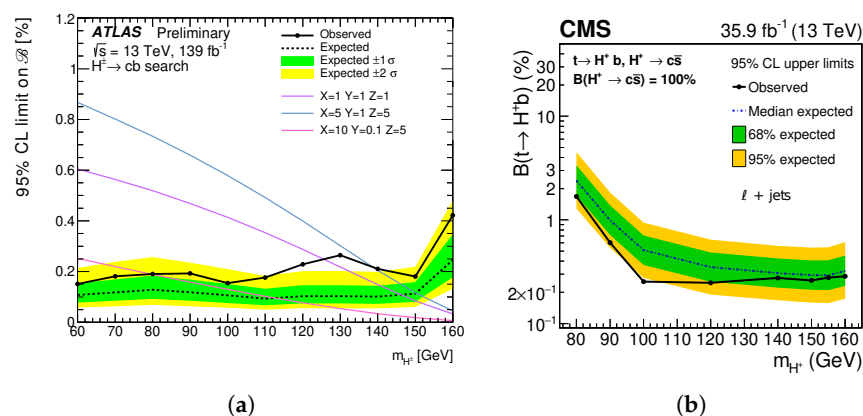 ATLAS Preliminary
√s = 13 TeV, 139 fb⁻¹
H± → cb search
Observed
Expected
Expected ±1 σ
Expected ±2 σ
X=1 Y=1 Z=1
X=5 Y=1 Z=5
X=10 Y=0.1 Z=5
95% CL limit on ℬ [%]
1.2
1
0.8
0.6
0.4
0.2
0
60 70 80 90 100 110 120 130 140 150 160
m_H± [GeV]
(a)
CMS 35.9 fb⁻¹ (13 TeV)
t→ H⁺ b, H⁺ → cs̅
B(H⁺ → cs̅) = 100%
95% CL upper limits
Observed
Median expected
68% expected
95% expected
ℓ + jets
B(t→ H⁺b) (%)
20
10
3
2
1
2×10⁻¹
10⁻¹
80 90 100 110 120 130 140 150 160
m_H⁺ (GeV)
(b)